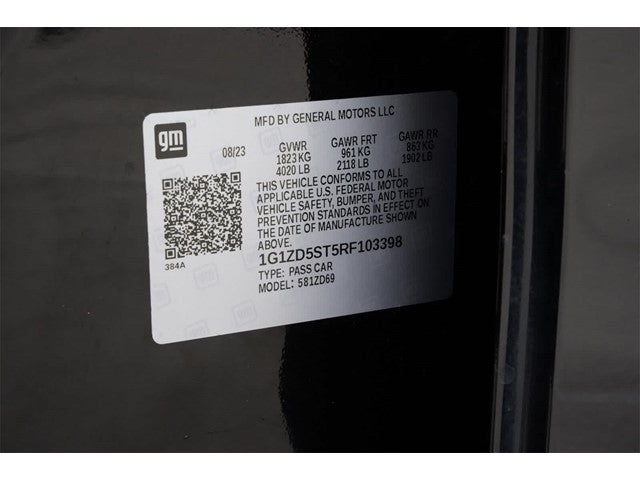 MFD BY GENERAL MOTORS LLC
gm
08/23 GVWR GAWR FRT GAWR RR
1823 KG 961 KG 863 KG
4020 LB 2118 LB 1902 LB
THIS VEHICLE CONFORMS TO ALL
APPLICABLE U.S. FEDERAL MOTOR
VEHICLE SAFETY, BUMPER, AND THEFT
PREVENTION STANDARDS IN EFFECT ON
THE DATE OF MANUFACTURE SHOWN
ABOVE.
1G1ZD5ST5RF103398
384A
TYPE: PASS CAR
MODEL: 581ZD69